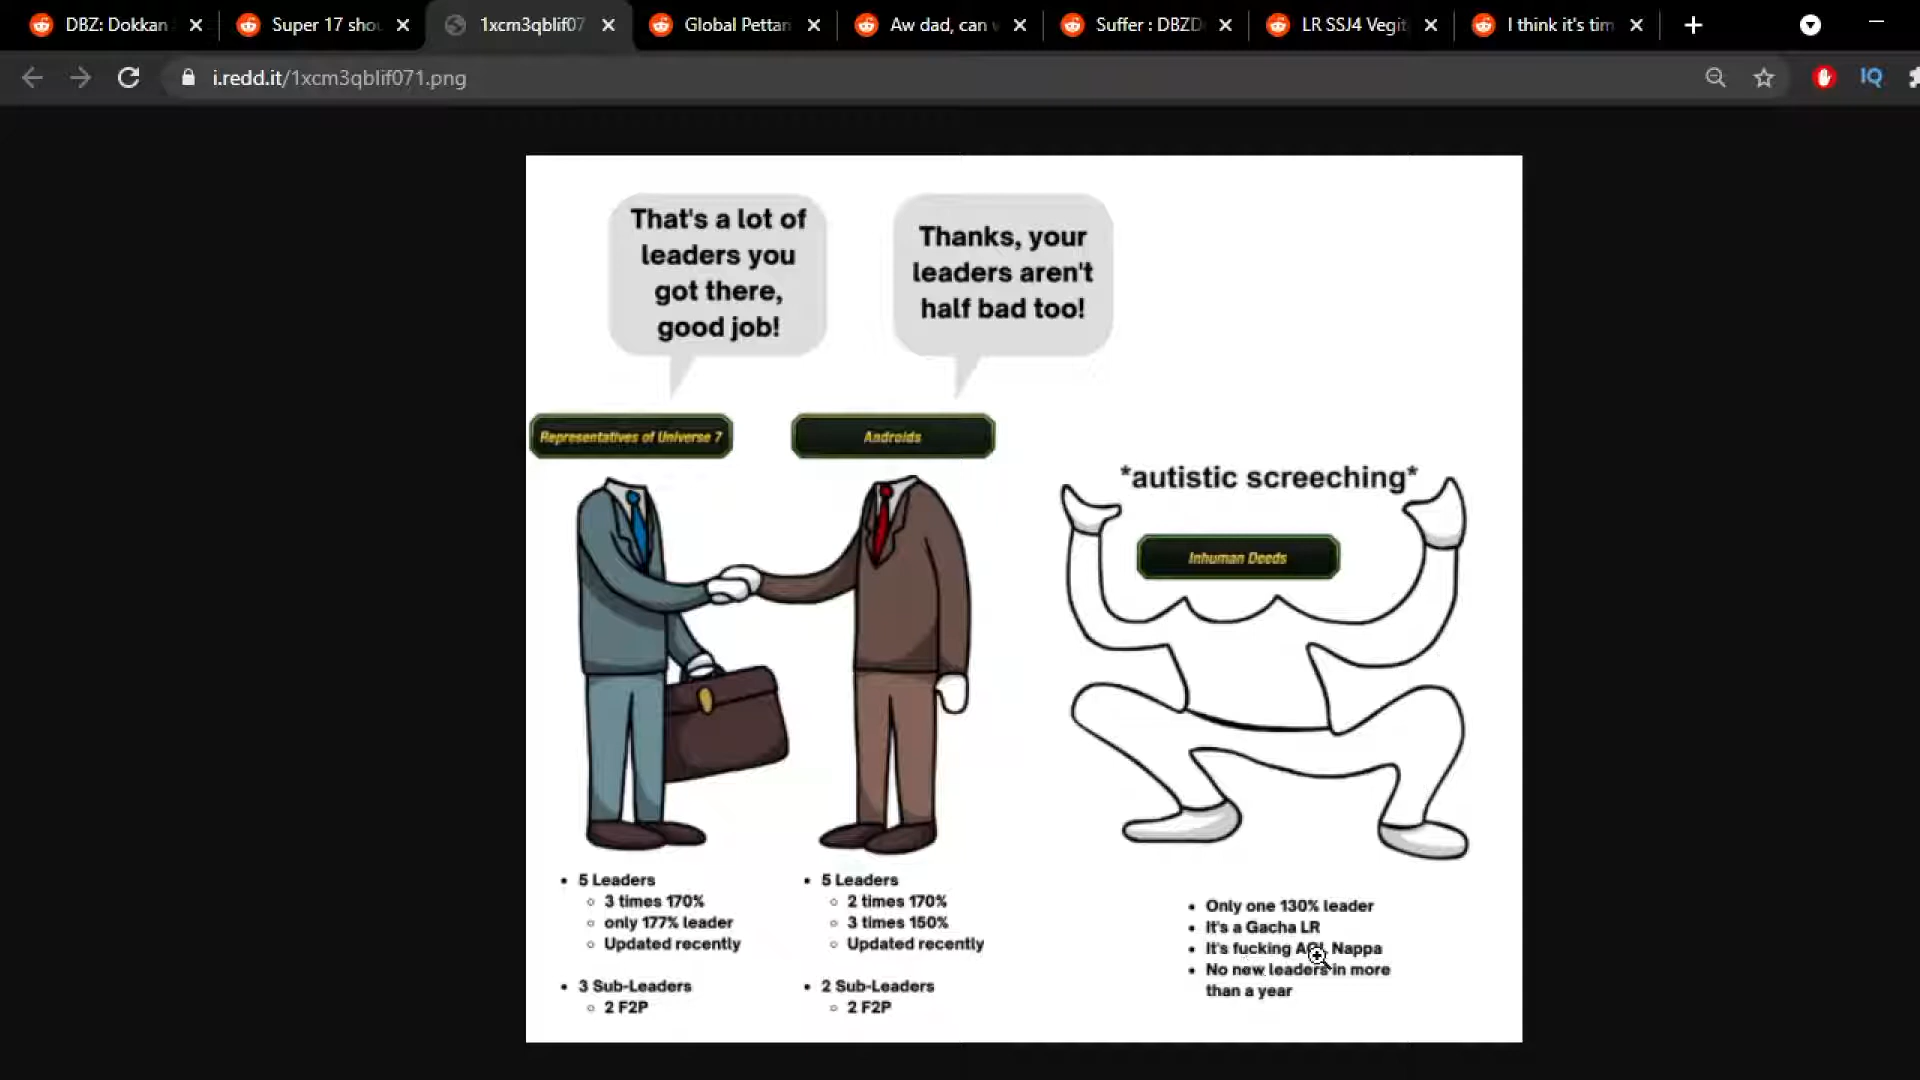 DBZ: Dokkan
Super 17 shou
1xcm3qblif07
Global Pettan
Aw dad, can
Suffer : DBZD
LR SSJ4 Vegit
I think it's tim
i.redd.it/1xcm3qblif071.png
IQ
That's a lot of
leaders you
got there,
good job!
Thanks, your
leaders aren't
half bad too!
Representatives of Universe 7
Androids
*autistic screeching*
Inhuman Deeds
• 5 Leaders
○ 3 times 170%
○ only 177% leader
○ Updated recently
• 3 Sub-Leaders
○ 2 F2P
• 5 Leaders
○ 2 times 170%
○ 3 times 150%
○ Updated recently
• 2 Sub-Leaders
○ 2 F2P
• Only one 130% leader
• It's a Gacha LR
• It's fucking AGL Nappa
• No new leaders in more
than a year